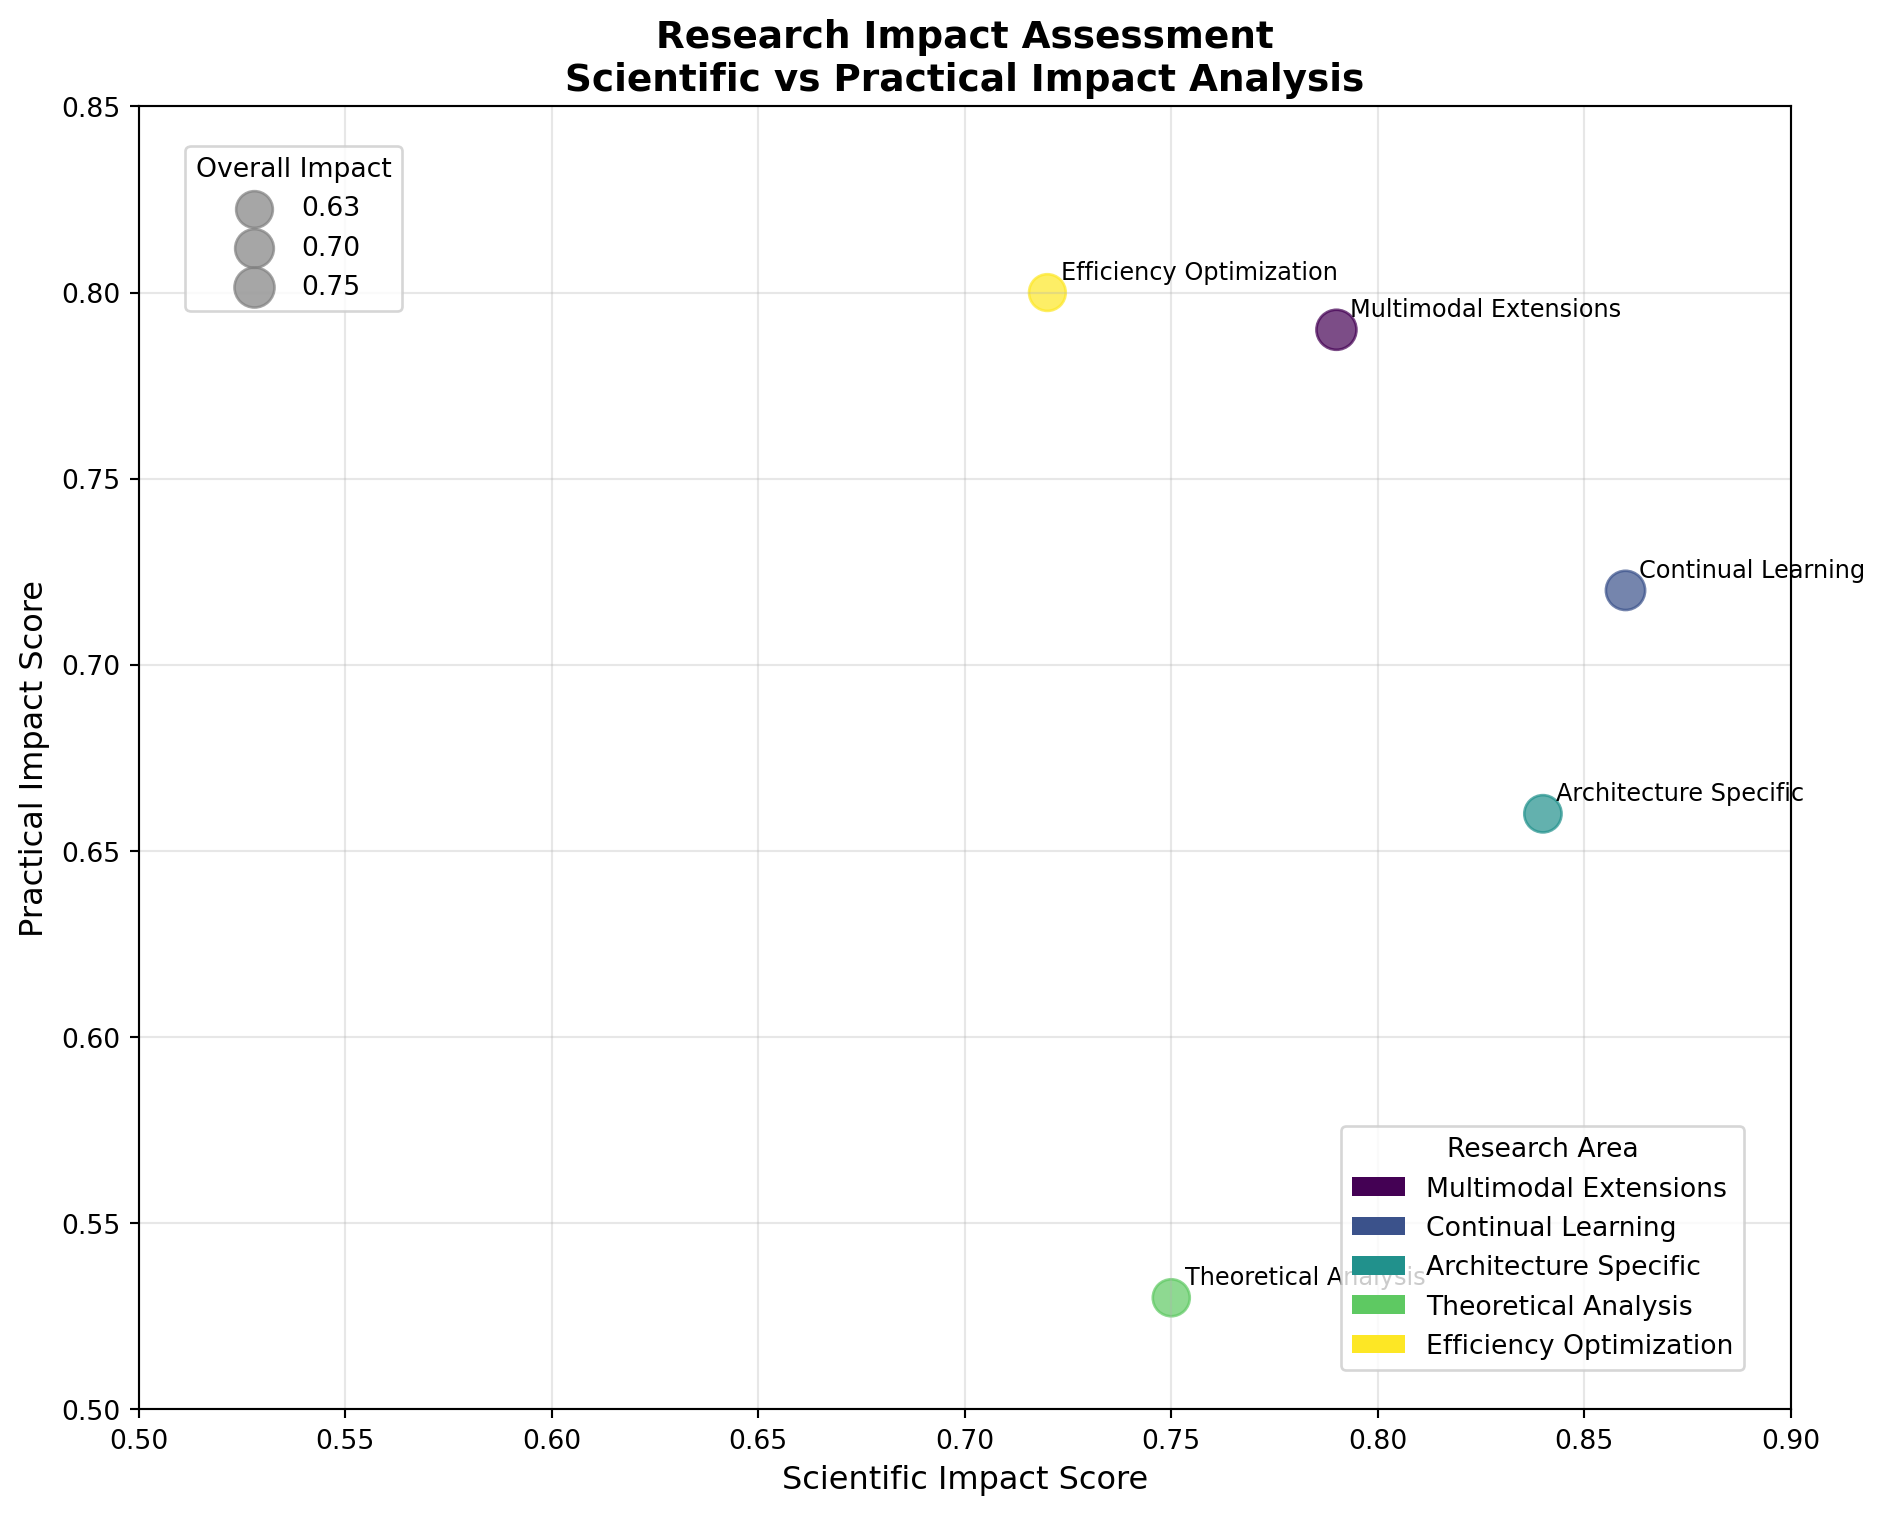 Research Impact Assessment
Scientific vs Practical Impact Analysis
0.85
0.80
0.75
0.70
0.65
0.60
0.55
0.50
Practical Impact Score
Overall Impact
0.63
0.70
0.75
Efficiency Optimization
Multimodal Extensions
Continual Learning
Architecture Specific
Theoretical Analysis
Research Area
Multimodal Extensions
Continual Learning
Architecture Specific
Theoretical Analysis
Efficiency Optimization
0.50 0.55 0.60 0.65 0.70 0.75 0.80 0.85 0.90
Scientific Impact Score